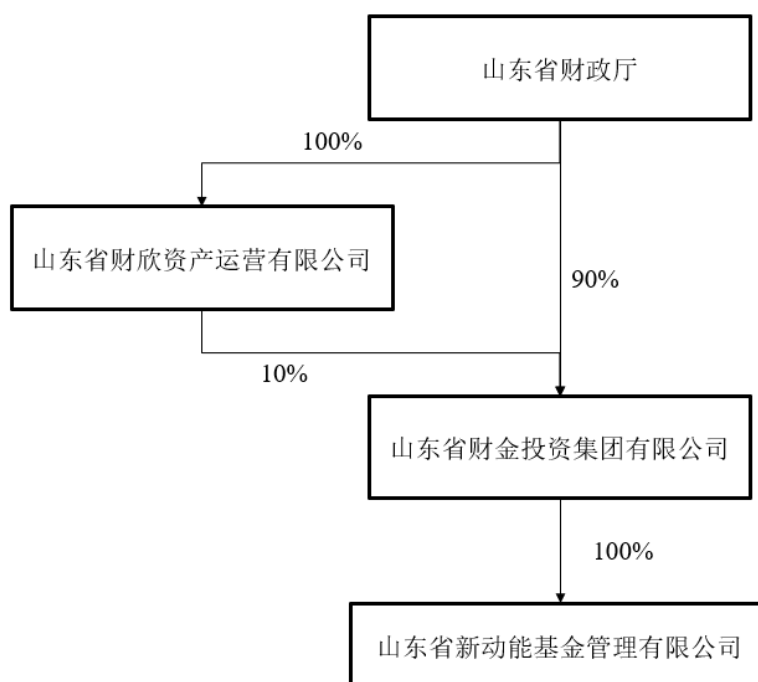 山东省财政厅
100%
山东省财欣资产运营有限公司
90%
10%
山东省财金投资集团有限公司
100%
山东省新动能基金管理有限公司